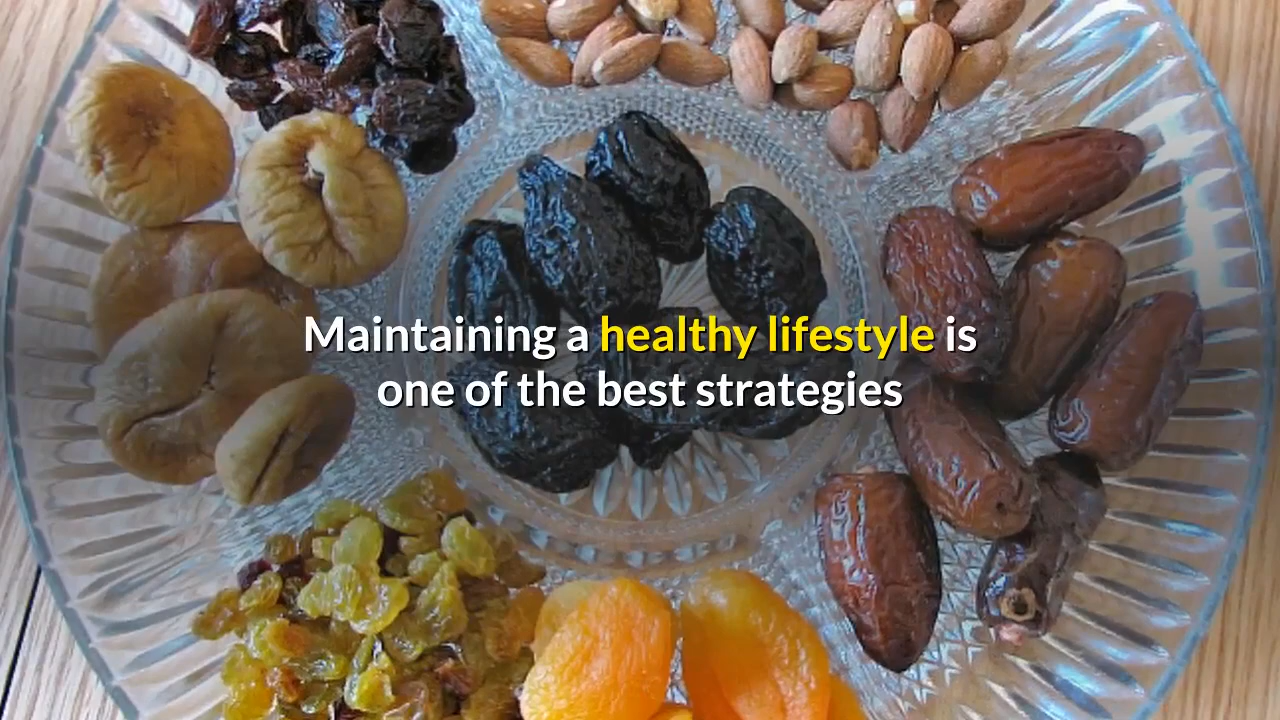 Maintaining a healthy lifestyle is
one of the best strategies